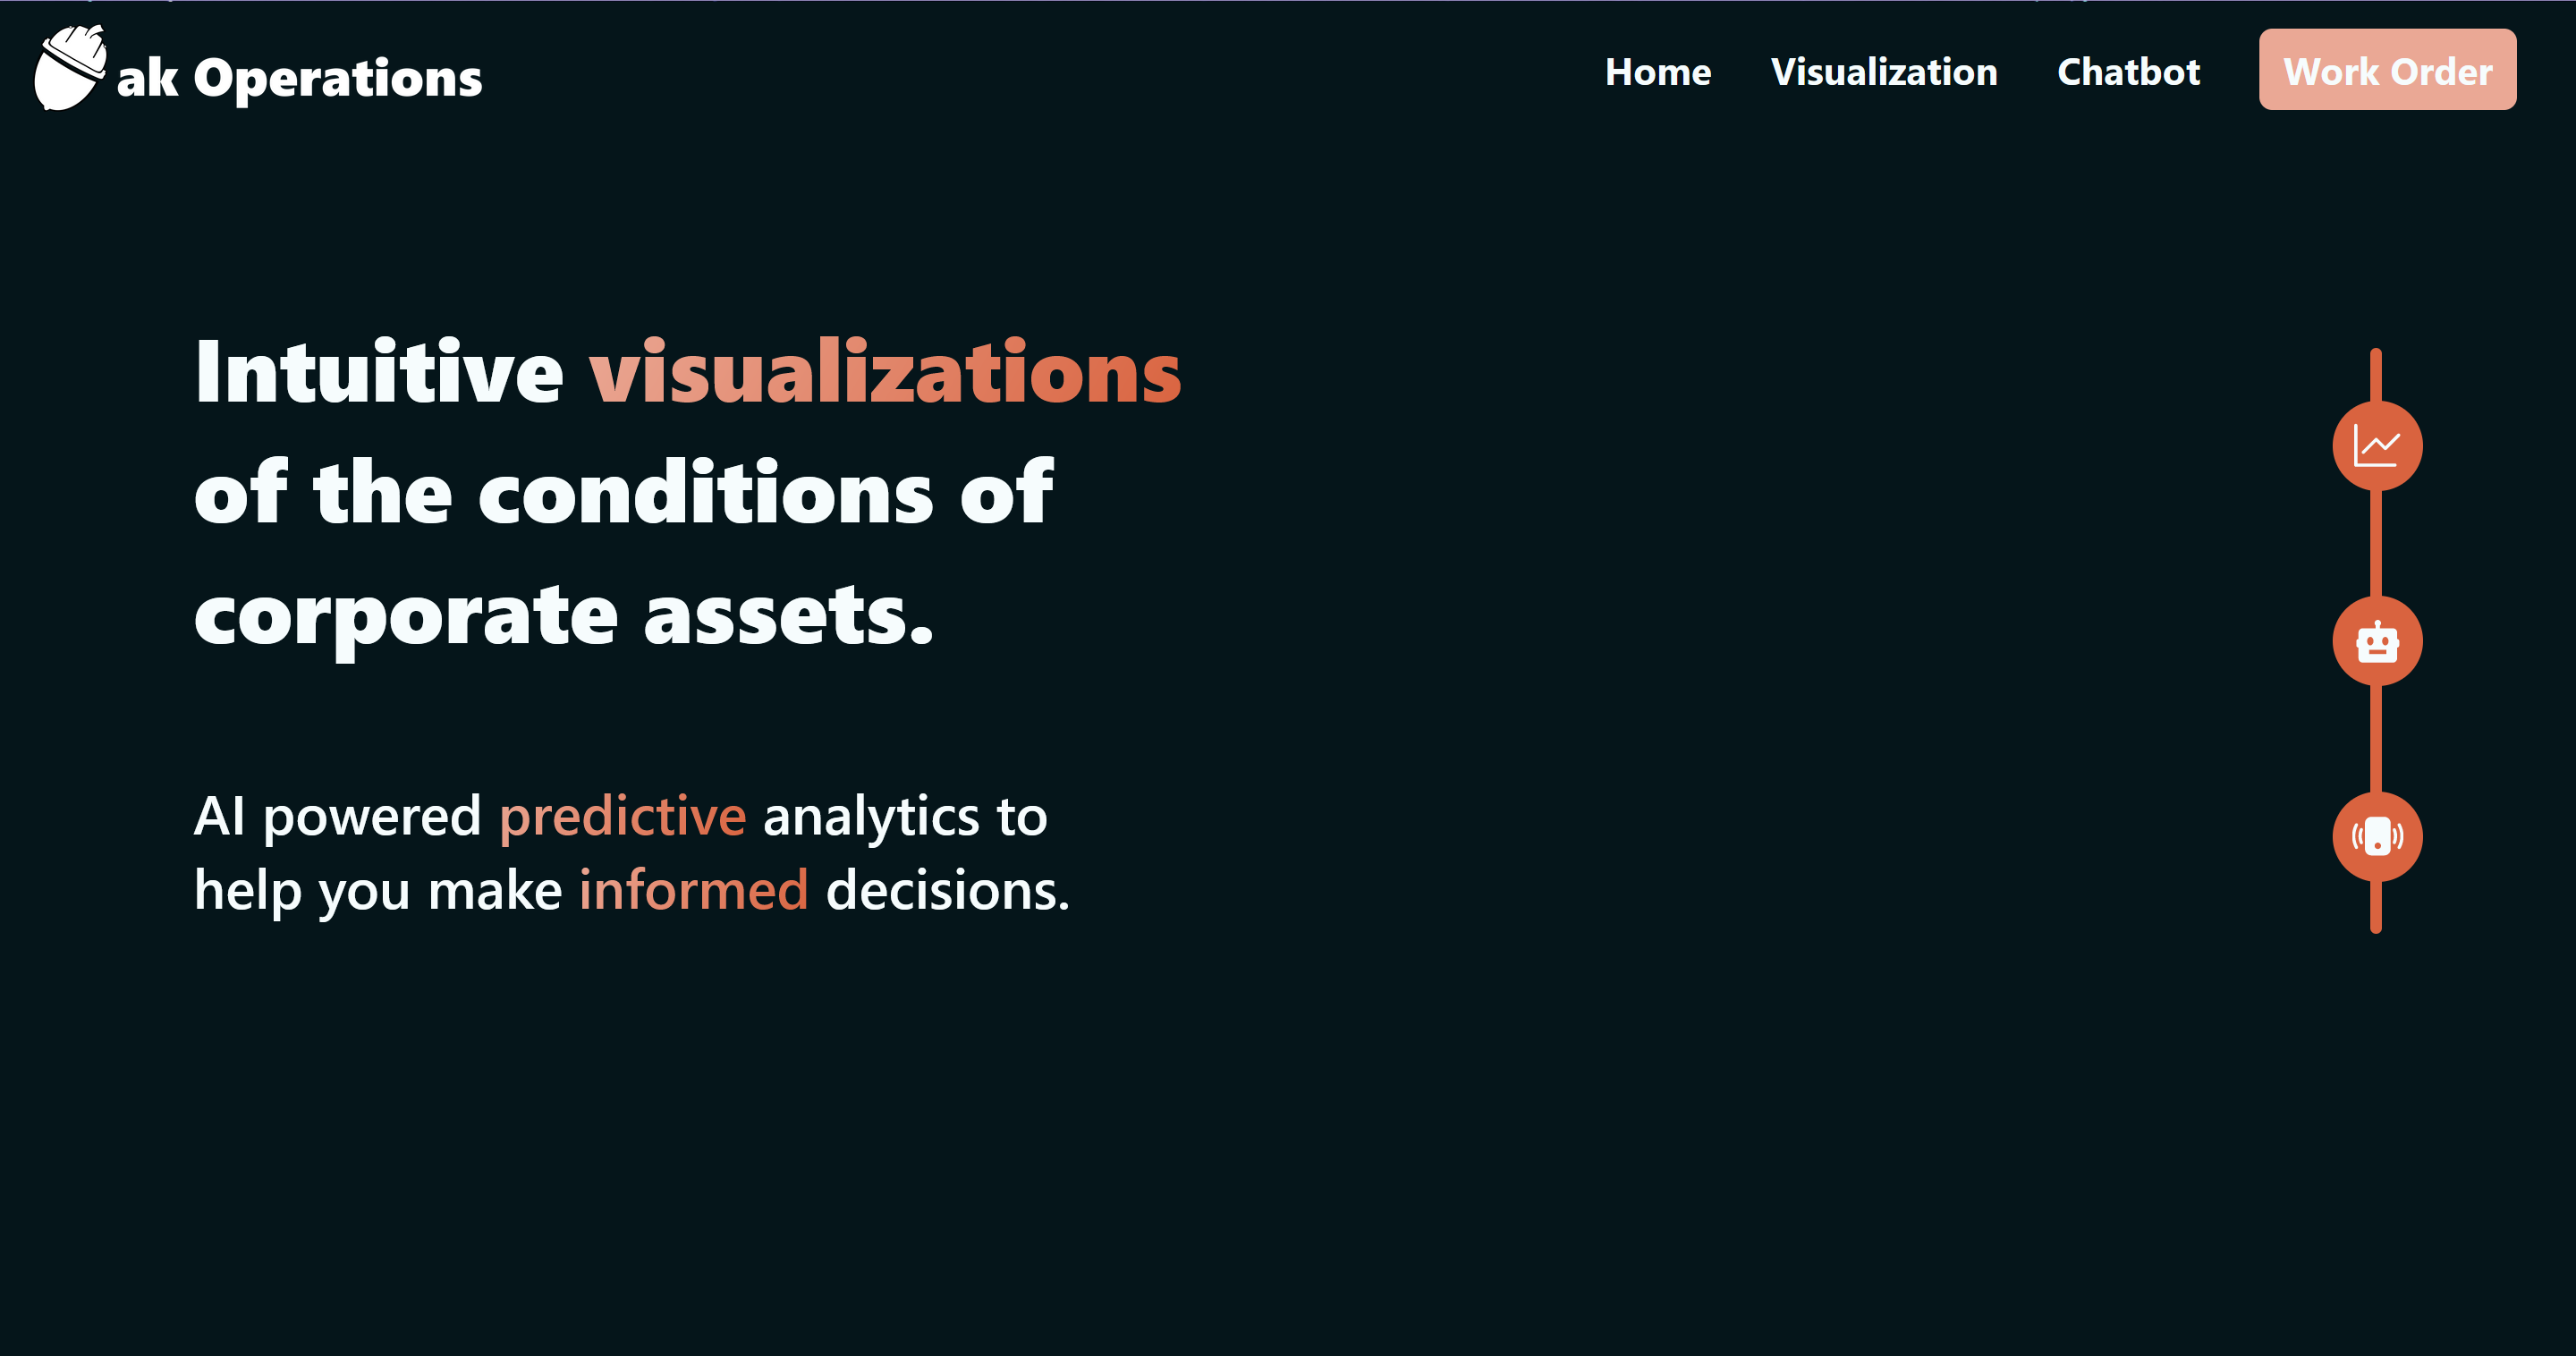 ak Operations
Home
Visualization
Chatbot
Work Order
Intuitive visualizations
of the conditions of
corporate assets.
AI powered predictive analytics to
help you make informed decisions.